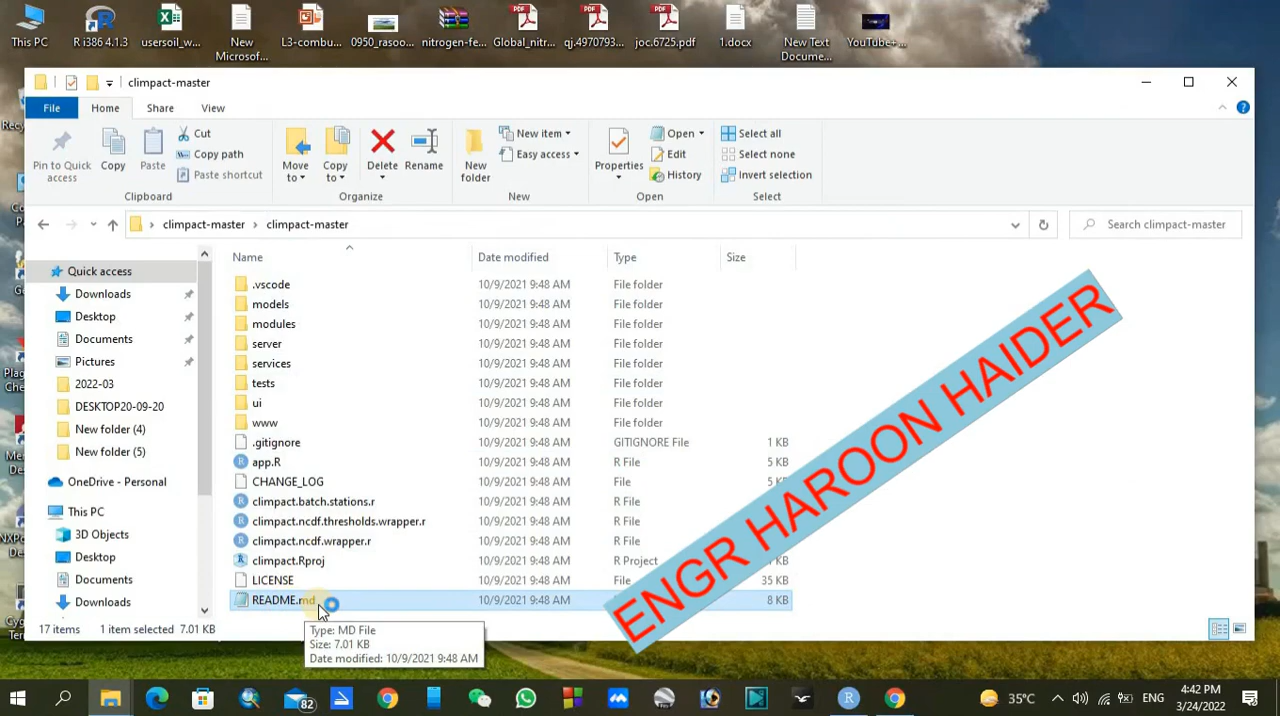 This PC
R i386 4.1.3
usersoil_w...
New Microsof...
L3-combu...
0950_rasoo...
nitrogen-fe...
Global_nitr...
qj.4970793...
joc.6725.pdf
1.docx
New Text Docume...
YouTube+...
climpact-master
File Home Share View
Pin to Quick access
Copy
Paste
Cut
Copy path
Paste shortcut
Clipboard
Move to
Copy to
Delete
Rename
Organize
New folder
New item
Easy access
New
Properties
Open
Edit
History
Open
Select all
Select none
Invert selection
Select
climpact-master > climpact-master
Search climpact-master
Name Date modified Type Size
Quick access
Downloads
Desktop
Documents
Pictures
2022-03
DESKTOP20-09-20
New folder (4)
New folder (5)
OneDrive - Personal
This PC
3D Objects
Desktop
Documents
Downloads
.vscode 10/9/2021 9:48 AM File folder
models 10/9/2021 9:48 AM File folder
modules 10/9/2021 9:48 AM File folder
server 10/9/2021 9:48 AM File folder
services 10/9/2021 9:48 AM File folder
tests 10/9/2021 9:48 AM File folder
ui 10/9/2021 9:48 AM File folder
www 10/9/2021 9:48 AM File folder
.gitignore 10/9/2021 9:48 AM GITIGNORE File 1 KB
app.R 10/9/2021 9:48 AM R File 5 KB
CHANGE_LOG 10/9/2021 9:48 AM File 5 K
climpact.batch.stations.r 10/9/2021 9:48 AM R File
climpact.ncdf.thresholds.wrapper.r 10/9/2021 9:48 AM R File
climpact.ncdf.wrapper.r 10/9/2021 9:48 AM R File
climpact.Rproj 10/9/2021 9:48 AM R Project KB
LICENSE 10/9/2021 9:48 AM File 35 KB
README.md 10/9/2021 9:48 AM 8 KB
Type: MD File
Size: 7.01 KB
Date modified: 10/9/2021 9:48 AM
17 items 1 item selected 7.01 KB
ENGR HAROON HAIDER
82
35°C
ENG
4:42 PM
3/24/2022